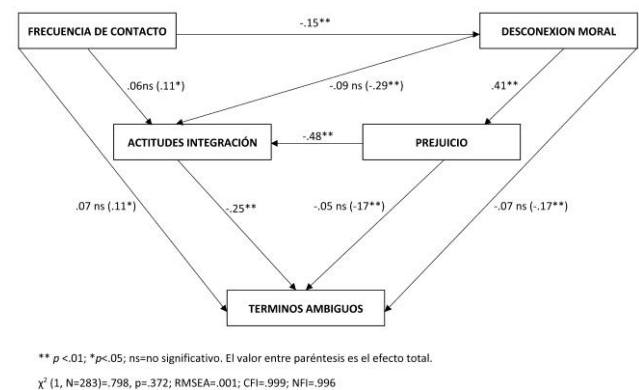 FRECUENCIA DE CONTACTO
-.15**
DESCONEXION MORAL
.06ns (.11*)
-.09 ns (-.29**)
.41**
ACTITUDES INTEGRACIÓN
-.48**
PREJUICIO
.07 ns (.11*)
-.25**
-.05 ns (-17**)
-.07 ns (-.17**)
TERMINOS AMBIGUOS
** p <.01; *p<.05; ns=no significativo. El valor entre paréntesis es el efecto total.
χ² (1, N=283)=.798, p=.372; RMSEA=.001; CFI=.999; NFI=.996